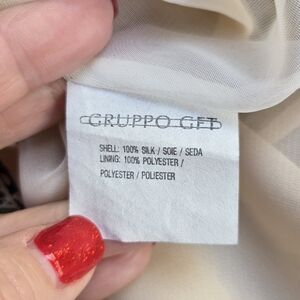 GRUPPO GFT
SHELL: 100% SILK / SOIE / SEDA
LINING: 100% POLYESTER /
POLYESTER / POLIESTER